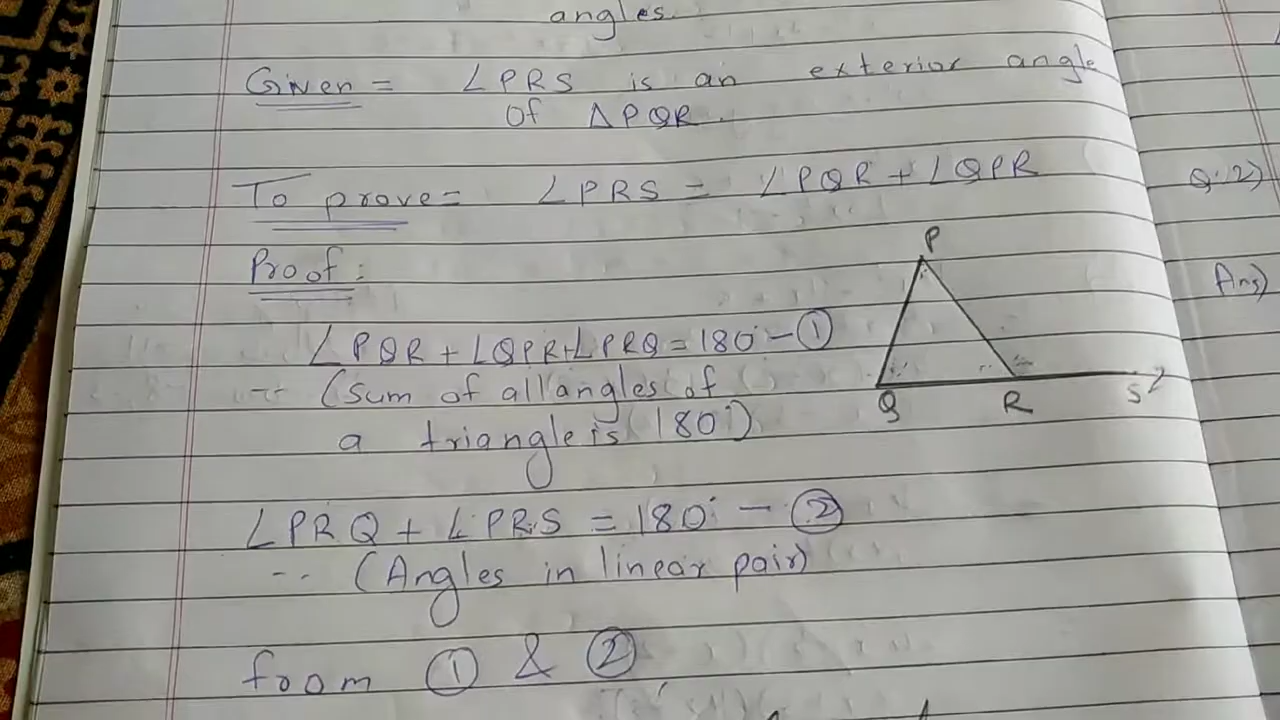 angles.
Given = ∠PRS is an exterior angle
of ΔPQR.
To prove = ∠PRS = ∠PQR + ∠QPR
Q.2)
Proof:
P
Ans)
∠PQR + ∠QPR + ∠PRQ = 180° - ①
-- (sum of all angles of
a triangle is 180°)
Q R S
∠PRQ + ∠PRS = 180° - ②
-- (Angles in linear pair)
from ① & ②